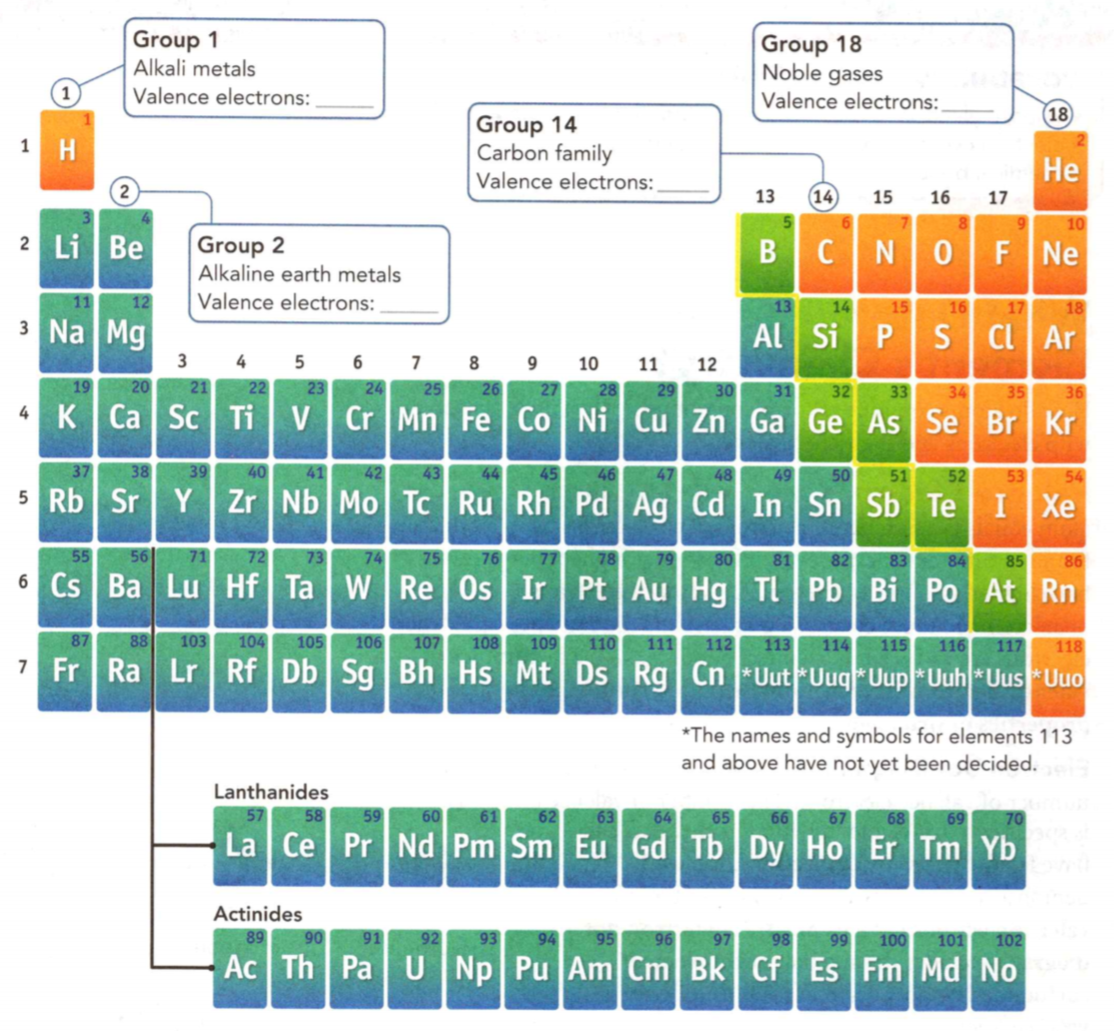 Group 1
Alkali metals
Valence electrons: _____
Group 18
Noble gases
Valence electrons: _____
Group 14
Carbon family
Valence electrons: _____
Group 2
Alkaline earth metals
Valence electrons: _____
1 18
1 1 H 2 He
2 13 14 15 16 17
2 3 Li 4 Be 5 B 6 C 7 N 8 O 9 F 10 Ne
3 11 Na 12 Mg 13 Al 14 Si 15 P 16 S 17 Cl 18 Ar
3 4 5 6 7 8 9 10 11 12
4 19 K 20 Ca 21 Sc 22 Ti 23 V 24 Cr 25 Mn 26 Fe 27 Co 28 Ni 29 Cu 30 Zn 31 Ga 32 Ge 33 As 34 Se 35 Br 36 Kr
5 37 Rb 38 Sr 39 Y 40 Zr 41 Nb 42 Mo 43 Tc 44 Ru 45 Rh 46 Pd 47 Ag 48 Cd 49 In 50 Sn 51 Sb 52 Te 53 I 54 Xe
6 55 Cs 56 Ba 71 Lu 72 Hf 73 Ta 74 W 75 Re 76 Os 77 Ir 78 Pt 79 Au 80 Hg 81 Tl 82 Pb 83 Bi 84 Po 85 At 86 Rn
7 87 Fr 88 Ra 103 Lr 104 Rf 105 Db 106 Sg 107 Bh 108 Hs 109 Mt 110 Ds 111 Rg 112 Cn 113 *Uut 114 *Uuq 115 *Uup 116 *Uuh 117 *Uus 118 *Uuo
*The names and symbols for elements 113
and above have not yet been decided.
Lanthanides
57 La 58 Ce 59 Pr 60 Nd 61 Pm 62 Sm 63 Eu 64 Gd 65 Tb 66 Dy 67 Ho 68 Er 69 Tm 70 Yb
Actinides
89 Ac 90 Th 91 Pa 92 U 93 Np 94 Pu 95 Am 96 Cm 97 Bk 98 Cf 99 Es 100 Fm 101 Md 102 No